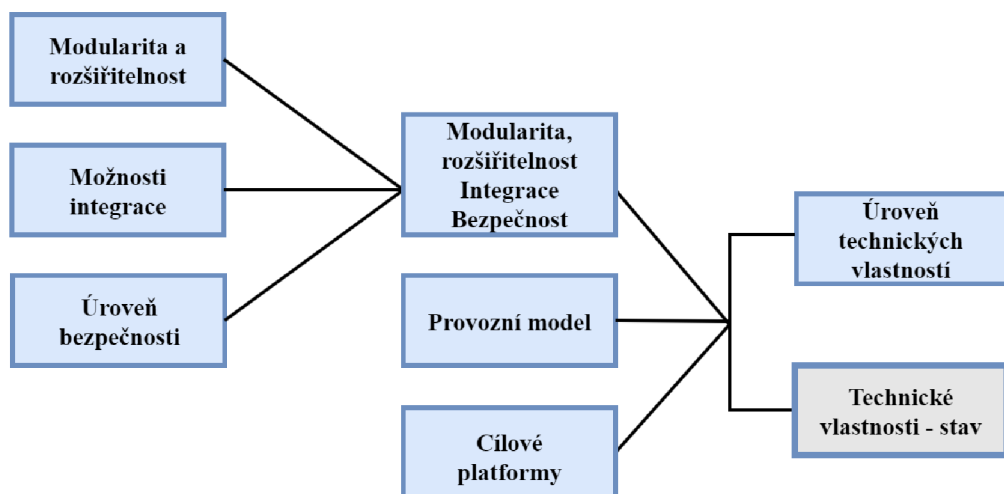 Modularita a
rozšiřitelnost
Možnosti
integrace
Úroveň
bezpečnosti
Modularita,
rozšiřitelnost
Integrace
Bezpečnost
Provozní model
Cílové
platformy
Úroveň
technických
vlastností
Technické
vlastnosti - stav